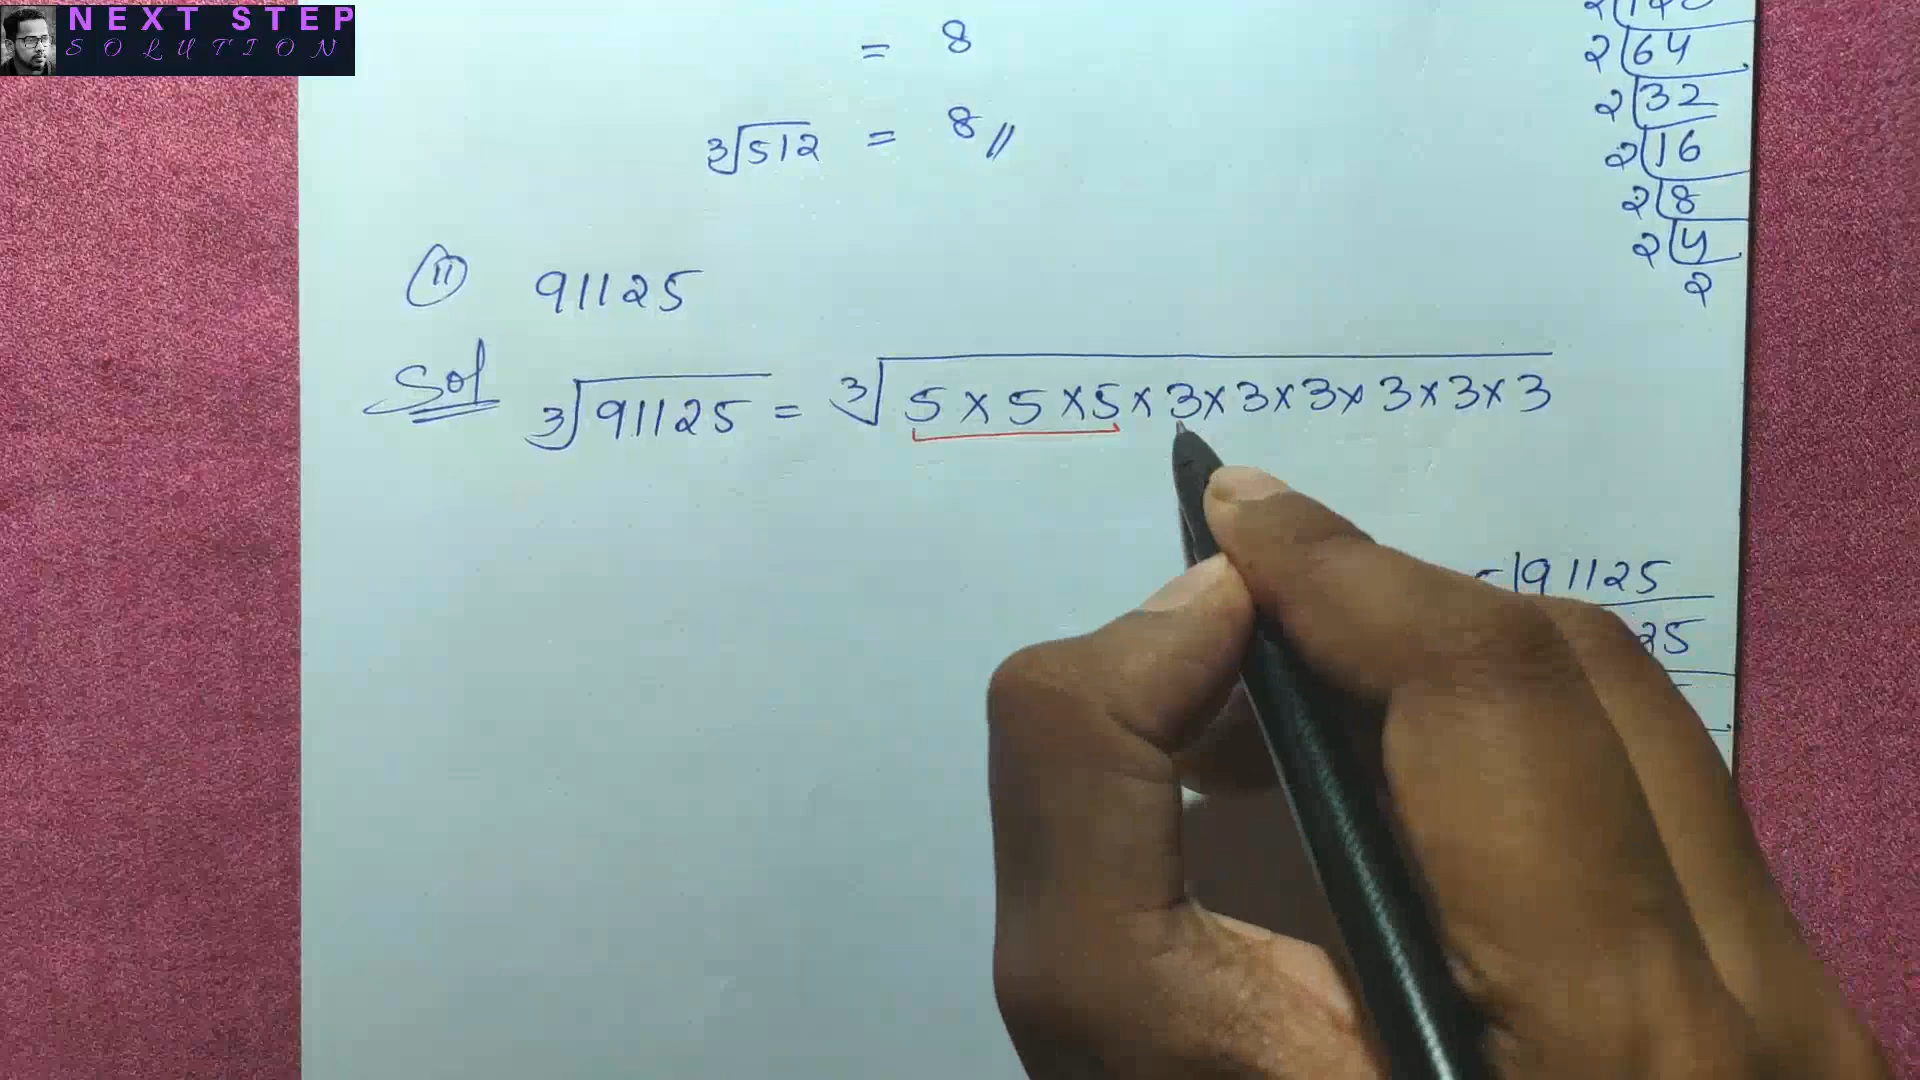 NEXT STEP
SOLUTION
= 8
∛512 = 8//
(ii) 91125
Sol ∛91125 = ∛5 × 5 × 5 × 3 × 3 × 3 × 3 × 3 × 3
2|64
2|32
2|16
2|8
2|4
2
91125
25